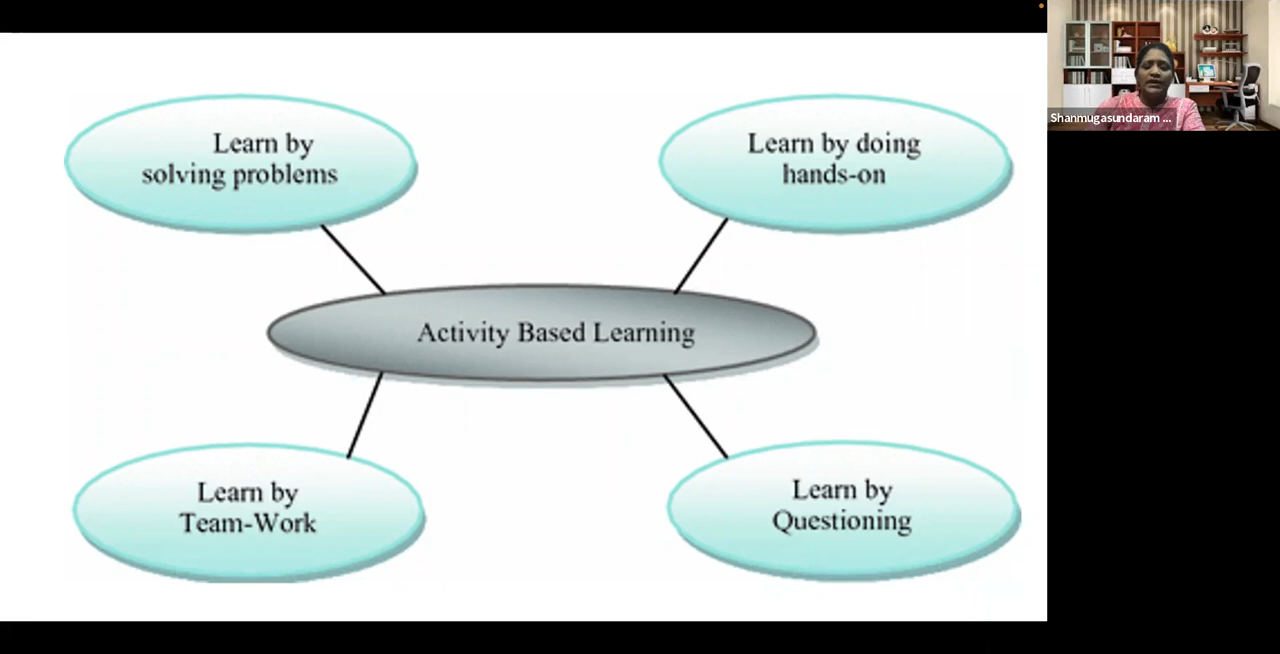 Learn by
solving problems
Learn by doing
hands-on
Activity Based Learning
Learn by
Team-Work
Learn by
Questioning
Shanmugasundaram ...